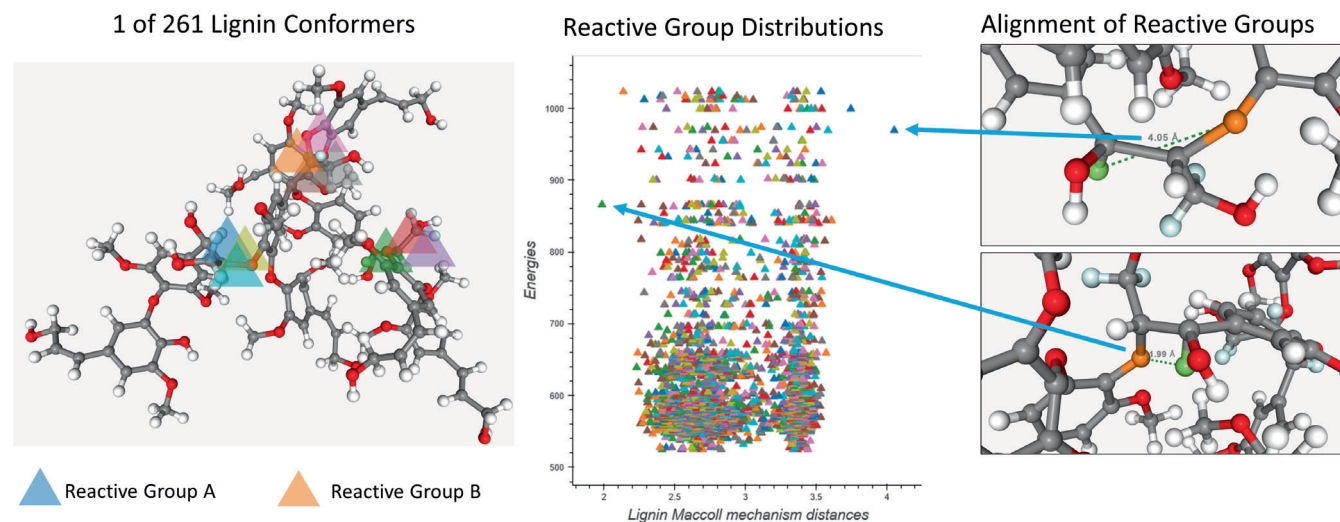 1 of 261 Lignin Conformers
Reactive Group Distributions
Alignment of Reactive Groups
1000
900
800
700
600
500
Energies
2
2.5
3
3.5
4
Lignin Maccoll mechanism distances
4.05 Å
1.99 Å
Reactive Group A
Reactive Group B